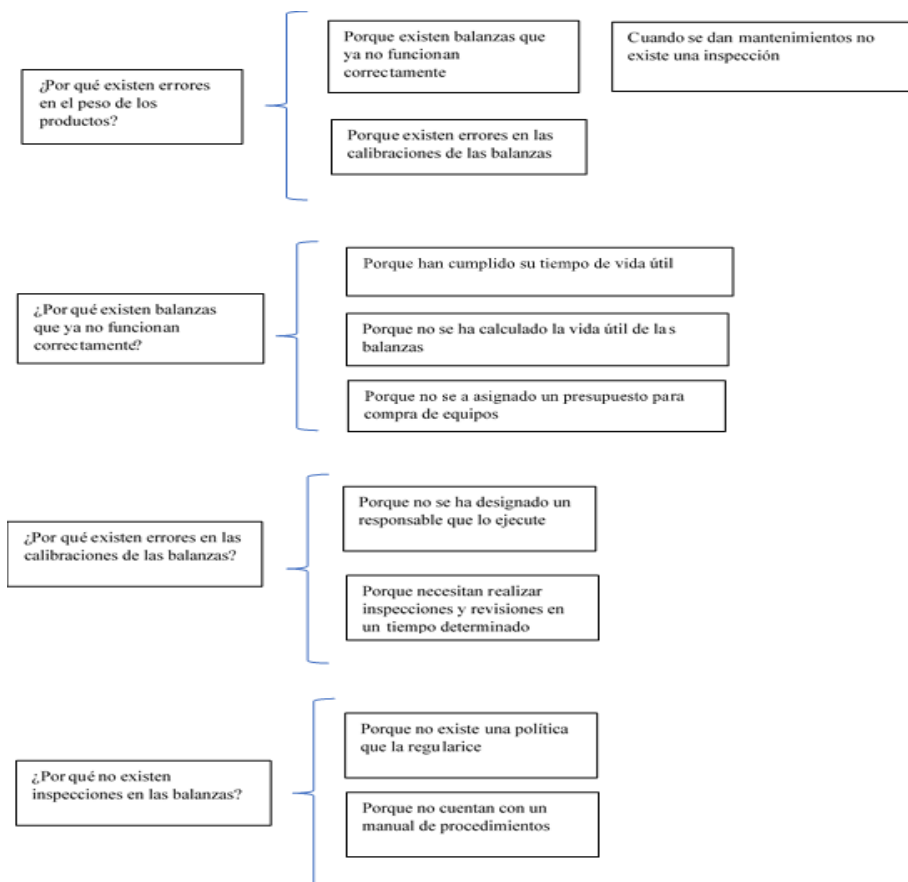 Porque existen balanzas que
ya no funcionan
correctamente
Cuando se dan mantenimientos no
existe una inspección
¿Por qué existen errores
en el peso de los
productos?
Porque existen errores en las
calibraciones de las balanzas
Porque han cumplido su tiempo de vida útil
¿Por qué existen balanzas
que ya no funcionan
correctamente?
Porque no se ha calculado la vida útil de las
balanzas
Porque no se a asignado un presupuesto para
compra de equipos
Porque no se ha designado un
responsable que lo ejecute
¿Por qué existen errores en las
calibraciones de las balanzas?
Porque necesitan realizar
inspecciones y revisiones en
un tiempo determinado
Porque no existe una política
que la regularice
¿Por qué no existen
inspecciones en las balanzas?
Porque no cuentan con un
manual de procedimientos